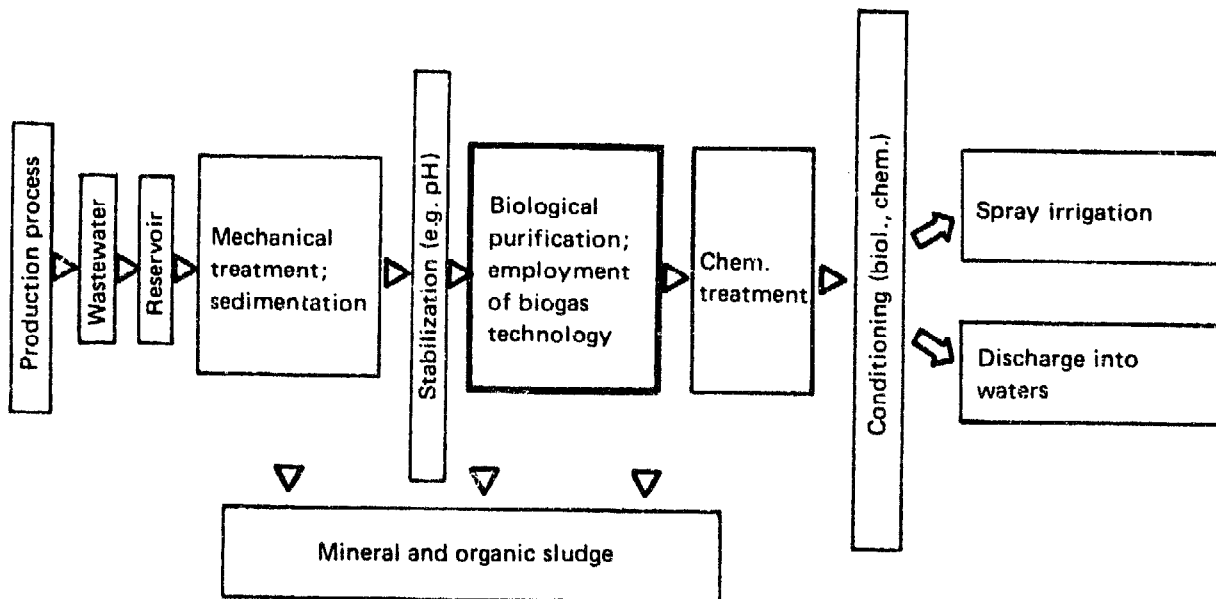 Production process
Wastewater
Reservoir
Mechanical
treatment;
sedimentation
Stabilization (e.g. pH)
Biological
purification;
employment
of biogas
technology
Chem.
treatment
Conditioning (biol., chem.)
Spray irrigation
Discharge into
waters
Mineral and organic sludge